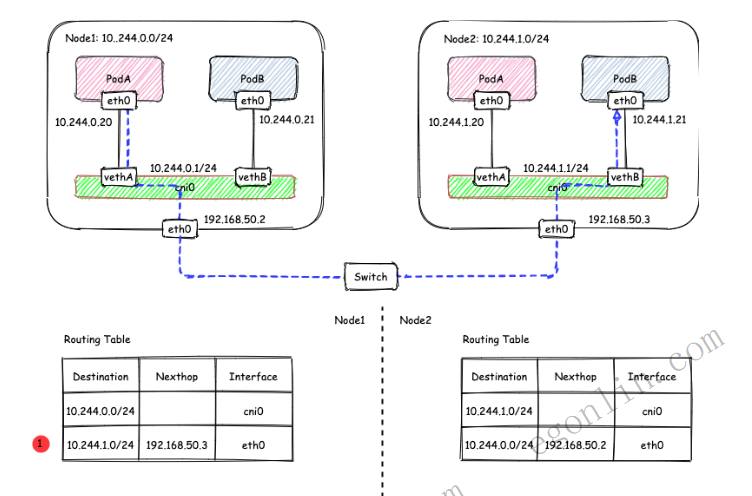 Node1: 10..244.0.0/24
PodA
PodB
eth0
eth0
10.244.0.20
10.244.0.21
10.244.0.1/24
vethA
vethB
cni0
192.168.50.2
eth0
Node2: 10.244.1.0/24
PodA
PodB
eth0
eth0
10.244.1.20
10.244.1.21
10.244.1.1/24
vethA
vethB
cni0
192.168.50.3
eth0
Switch
Node1
Node2
Routing Table
Destination Nexthop Interface
10.244.0.0/24 cni0
1 10.244.1.0/24 192.168.50.3 eth0
Routing Table
Destination Nexthop Interface
10.244.1.0/24 cni0
10.244.0.0/24 192.168.50.2 eth0
egonlin.com
om